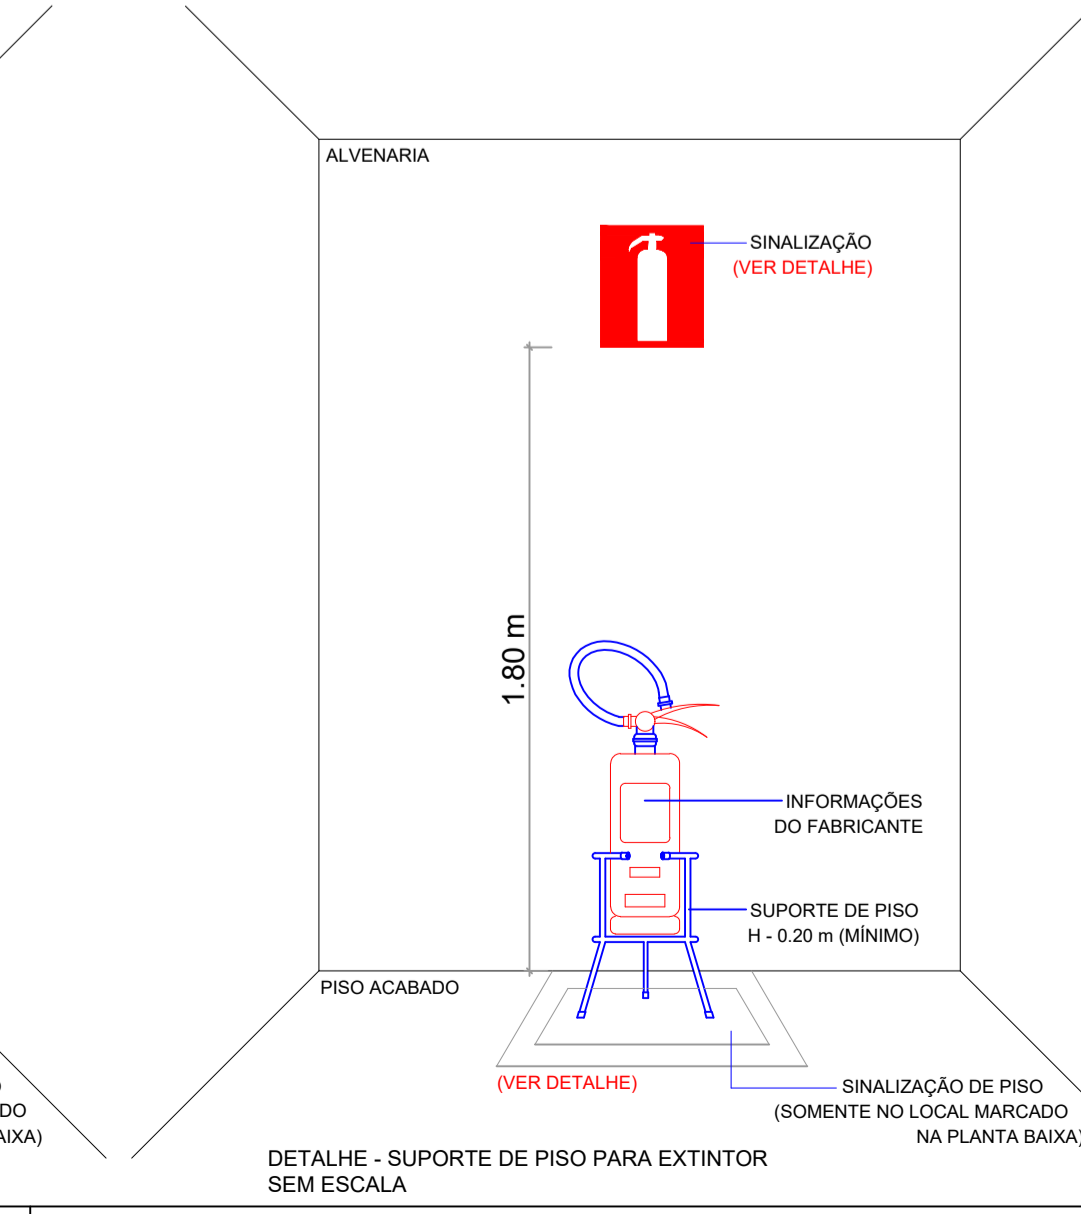 ALVENARIA
SINALIZAÇÃO
(VER DETALHE)
1.80 m
INFORMAÇÕES
DO FABRICANTE
SUPORTE DE PISO
H - 0.20 m (MÍNIMO)
PISO ACABADO
(VER DETALHE)
SINALIZAÇÃO DE PISO
(SOMENTE NO LOCAL MARCADO
NA PLANTA BAIXA)
DETALHE - SUPORTE DE PISO PARA EXTINTOR
SEM ESCALA